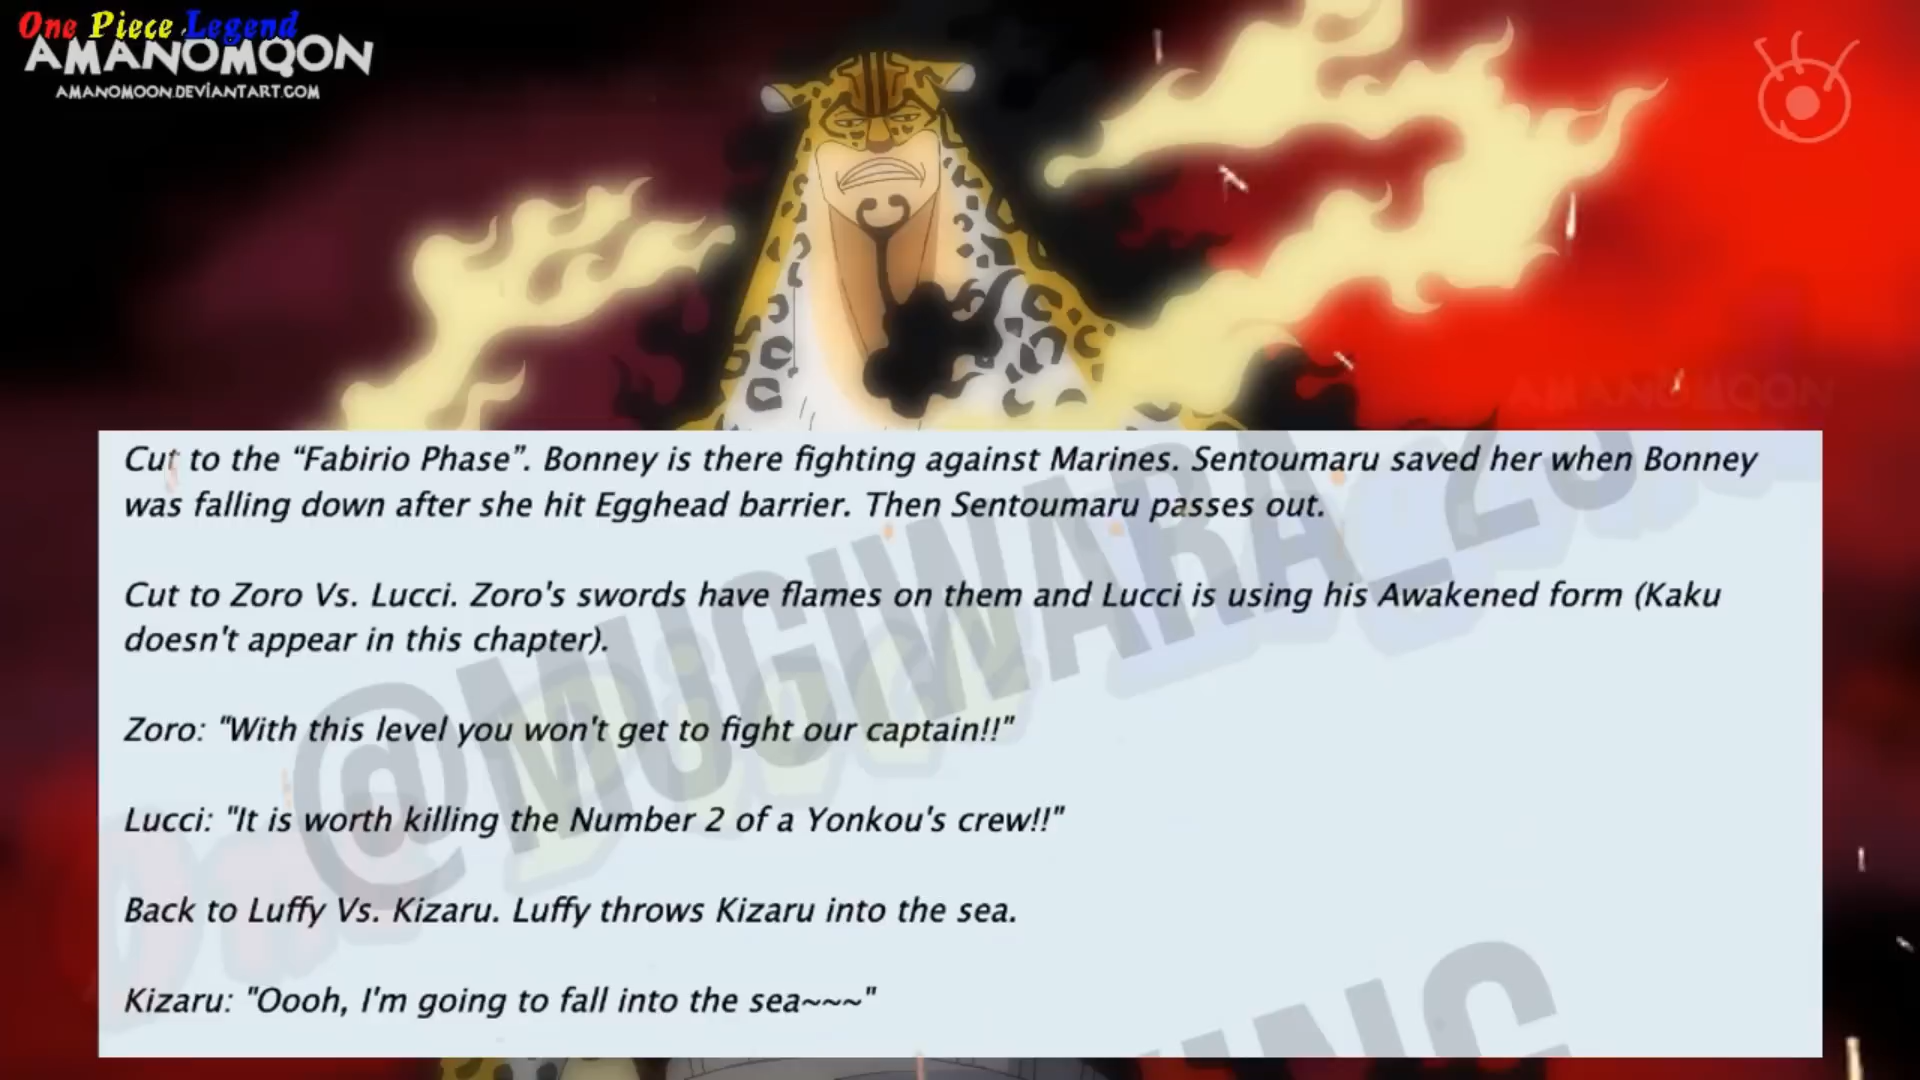 One Piece Legend
AMANOMOON
AMANOMOON.DEVIANTART.COM
AMANOMOON
Cut to the “Fabirio Phase”. Bonney is there fighting against Marines. Sentoumaru saved her when Bonney
was falling down after she hit Egghead barrier. Then Sentoumaru passes out.
Cut to Zoro Vs. Lucci. Zoro's swords have flames on them and Lucci is using his Awakened form (Kaku
doesn't appear in this chapter).
Zoro: "With this level you won't get to fight our captain!!"
Lucci: "It is worth killing the Number 2 of a Yonkou's crew!!"
Back to Luffy Vs. Kizaru. Luffy throws Kizaru into the sea.
Kizaru: "Oooh, I'm going to fall into the sea~~~"
@MUGIWARA_23